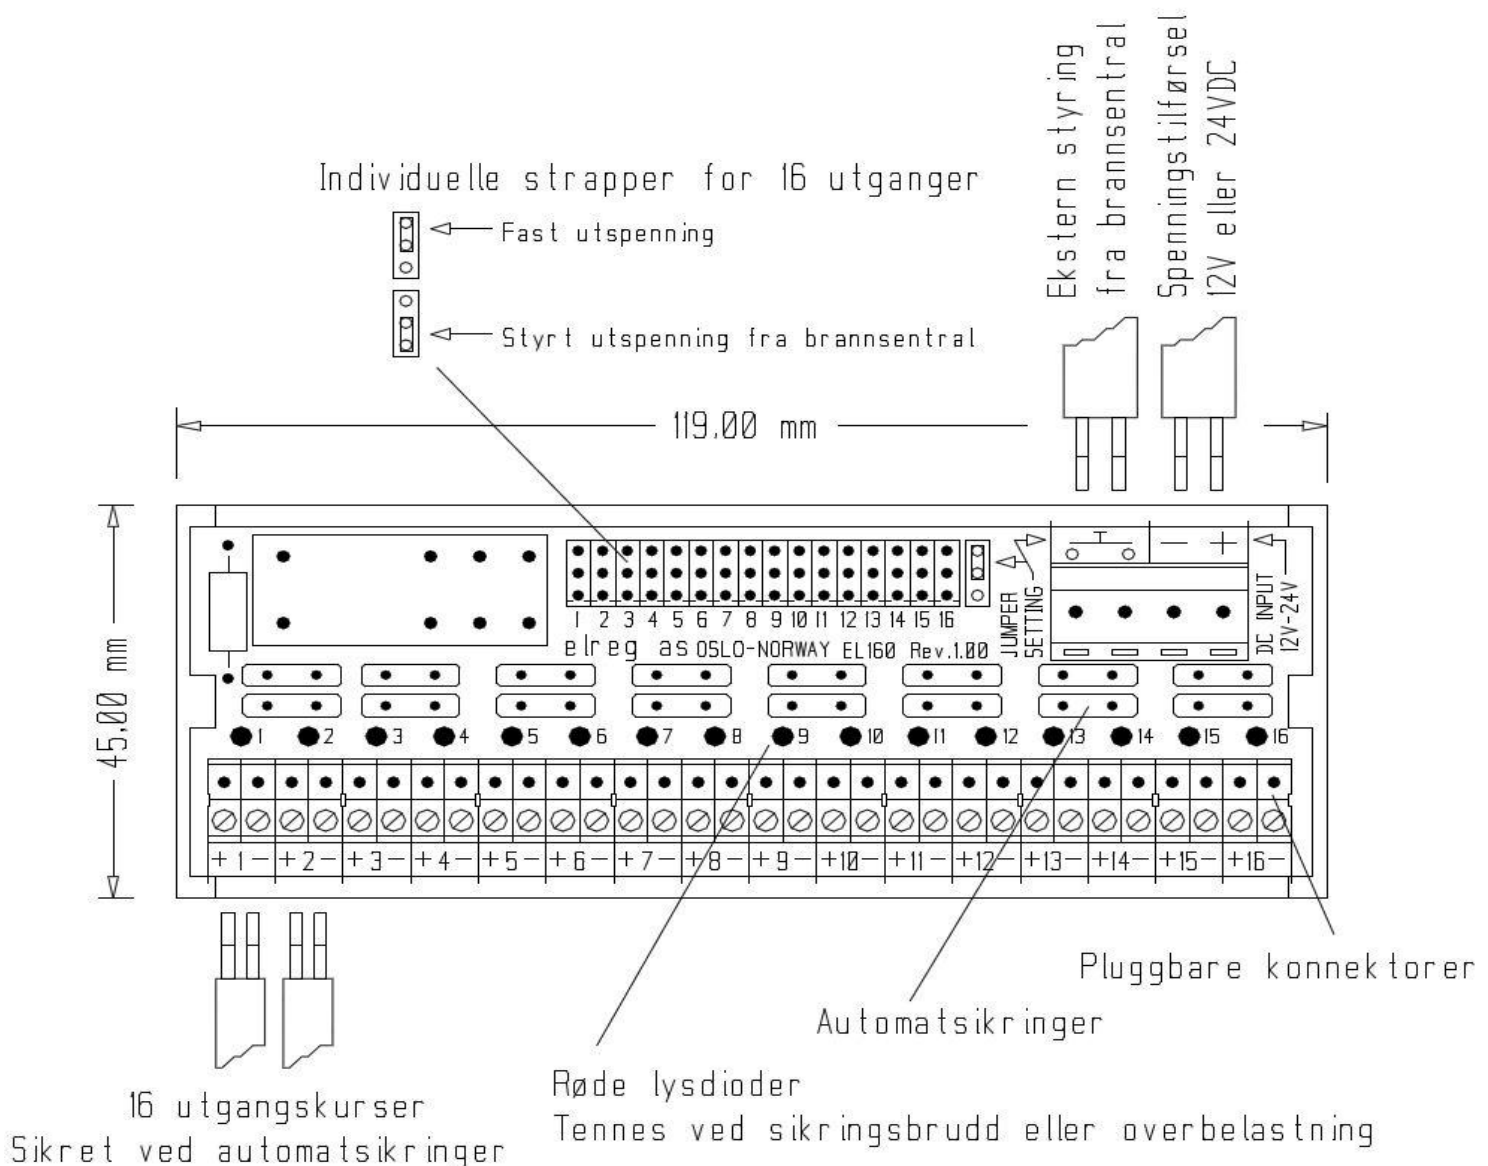 Ekstern styring
fra brannsentral
Spenningstilførsel
12V eller 24VDC
Individuelle strapper for 16 utganger
Fast utspenning
Styrt utspenning fra brannsentral
119,00 mm
45,00 mm
1 2 3 4 5 6 7 8 9 10 11 12 13 14 15 16
JUMPER
SETTING
- +
DC INPUT
12V-24V
elreg as OSLO-NORWAY EL160 Rev.1.00
1 2 3 4 5 6 7 8 9 10 11 12 13 14 15 16
+ 1 - + 2 - + 3 - + 4 - + 5 - + 6 - + 7 - + 8 - + 9 - +10- +11- +12- +13- +14- +15- +16-
Pluggbare konnektorer
Automatsikringer
Røde lysdioder
Tennes ved sikringsbrudd eller overbelastning
16 utgangskurser
Sikret ved automatsikringer